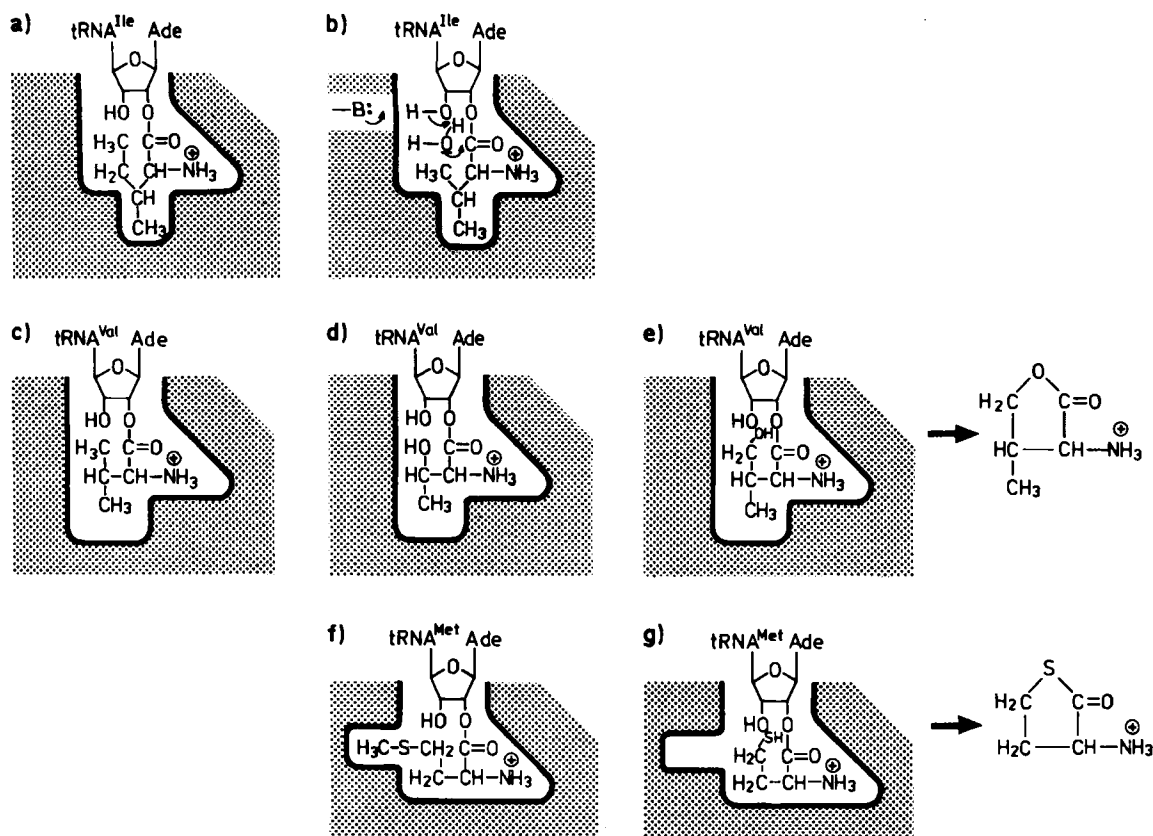 a)
tRNA^Ile Ade
O
HO O
H₃C C=O ⊕
H₂C CH–NH₃
CH
CH₃
b)
tRNA^Ile Ade
O
–B: H–O O
H
H–O C=O ⊕
H₃C CH–NH₃
CH
CH₃
c)
tRNA^Val Ade
O
HO O
H₃C C=O ⊕
HC–CH–NH₃
CH₃
d)
tRNA^Val Ade
O
HO O
HO C=O ⊕
HC–CH–NH₃
CH₃
e)
tRNA^Val Ade
O
HO O
OH
H₂C C=O ⊕
HC–CH–NH₃
CH₃
O
H₂C C=O ⊕
HC–CH–NH₃
CH₃
f)
tRNA^Met Ade
O
HO O
H₃C–S–CH₂ C=O ⊕
H₂C–CH–NH₃
g)
tRNA^Met Ade
O
HO O
SH
H₂C C=O ⊕
H₂C–CH–NH₃
S
H₂C C=O ⊕
H₂C CH–NH₃